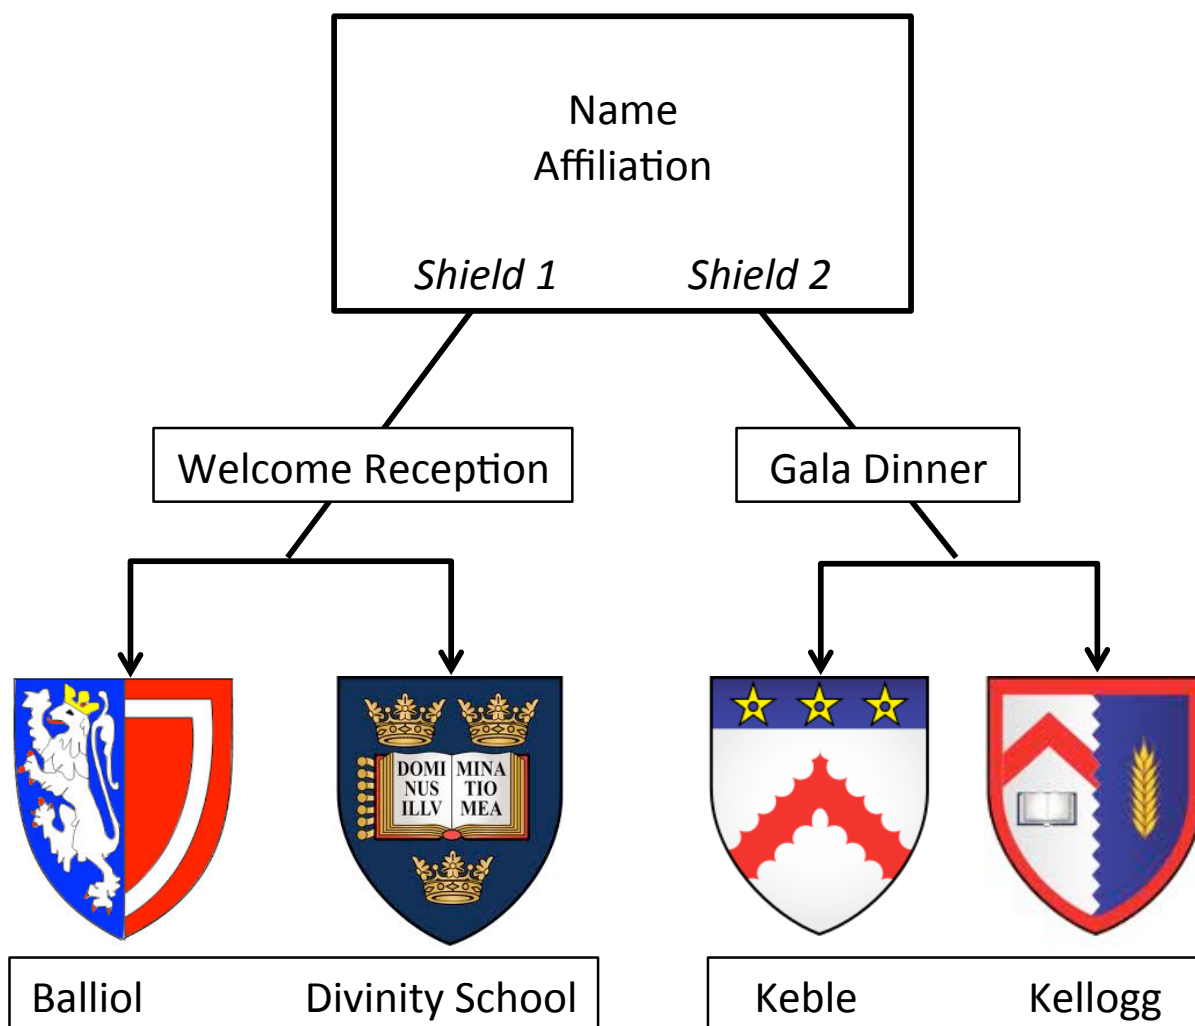 Name
Affiliation
Shield 1 Shield 2
Welcome Reception
Gala Dinner
DOMI MINA
NUS TIO
ILLV MEA
Balliol Divinity School
Keble Kellogg